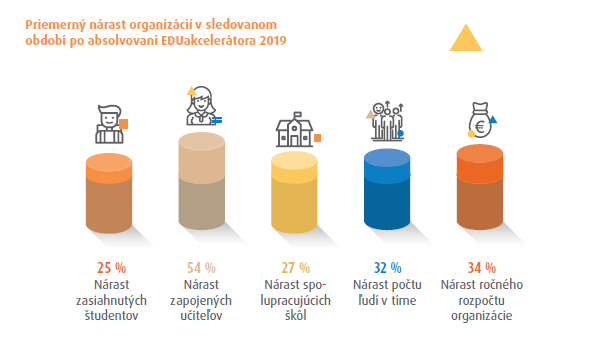 Priemerný nárast organizácií v sledovanom
období po absolvovaní EDUakcelerátora 2019
€
25 %
Nárast
zasiahnutých
študentov
54 %
Nárast
zapojených
učiteľov
27 %
Nárast spo-
lupracujúcich
škôl
32 %
Nárast počtu
ľudí v tíme
34 %
Nárast ročného
rozpočtu
organizácie